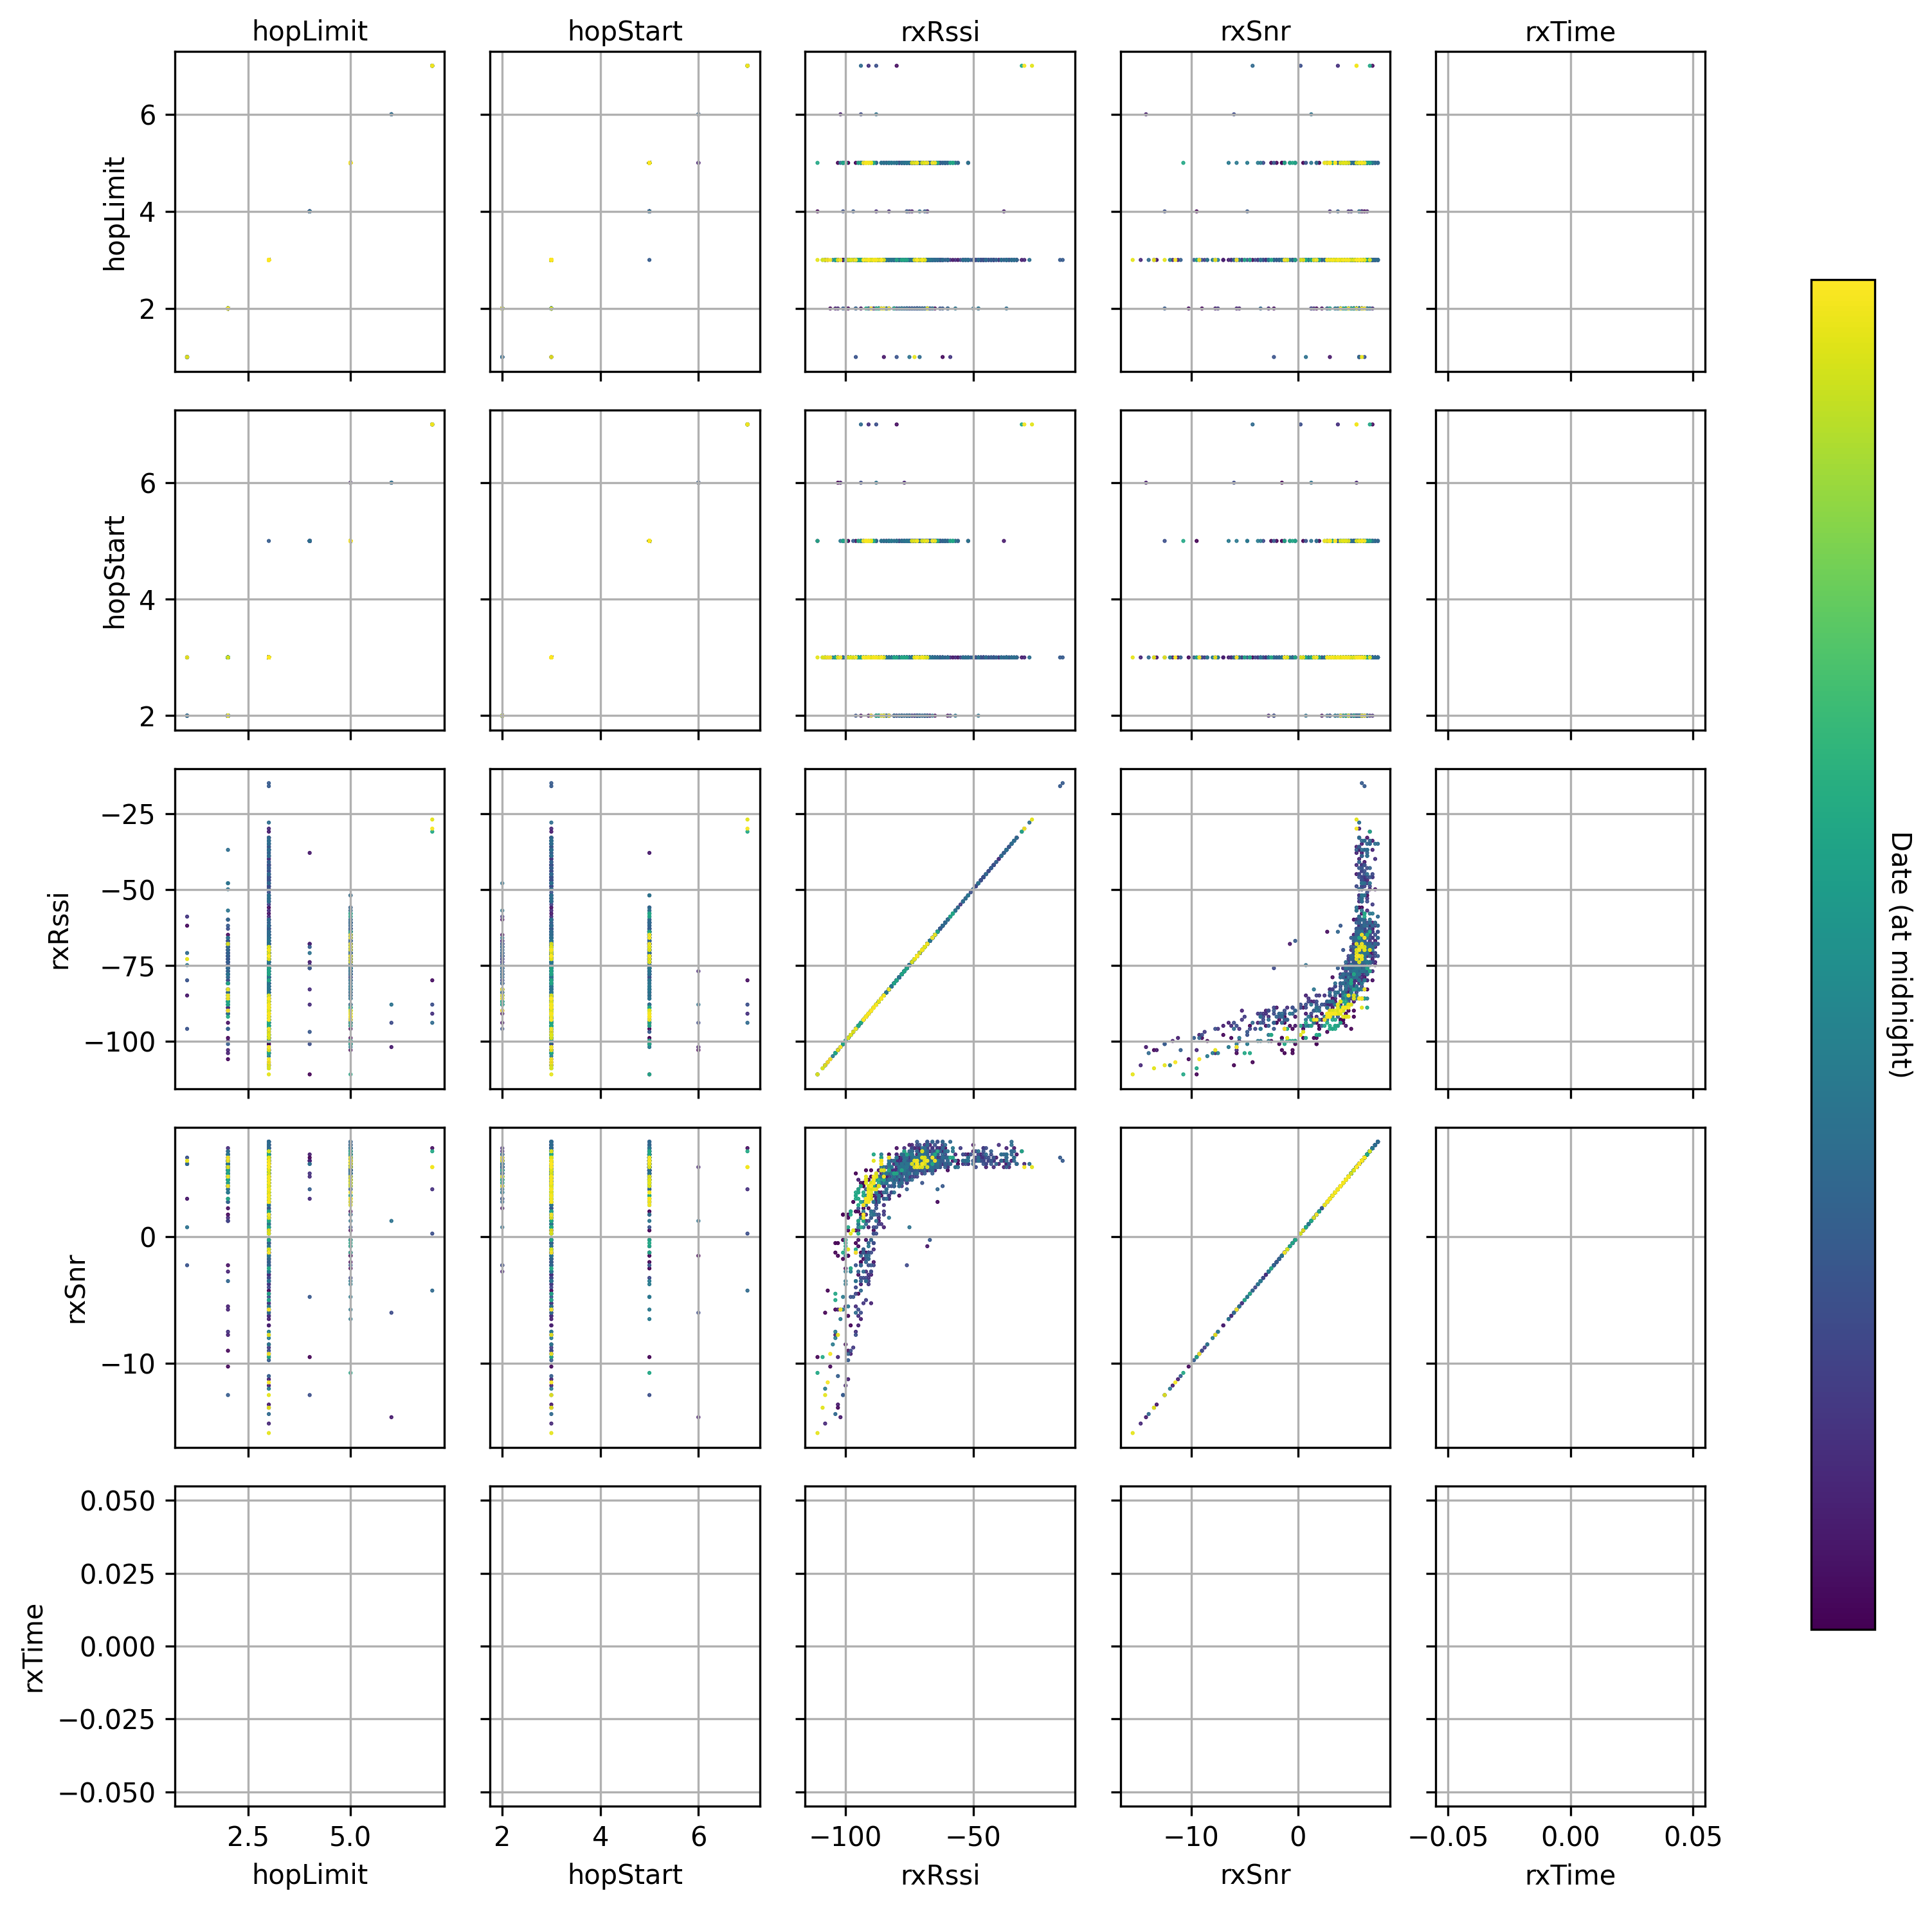 hopLimit hopStart rxRssi rxSnr rxTime
hopLimit
6
4
2
hopStart
6
4
2
rxRssi
−25
−50
−75
−100
rxSnr
0
−10
rxTime
0.050
0.025
0.000
−0.025
−0.050
2.5 5.0 2 4 6 −100 −50 −10 0 −0.05 0.00 0.05
hopLimit hopStart rxRssi rxSnr rxTime
Date (at midnight)